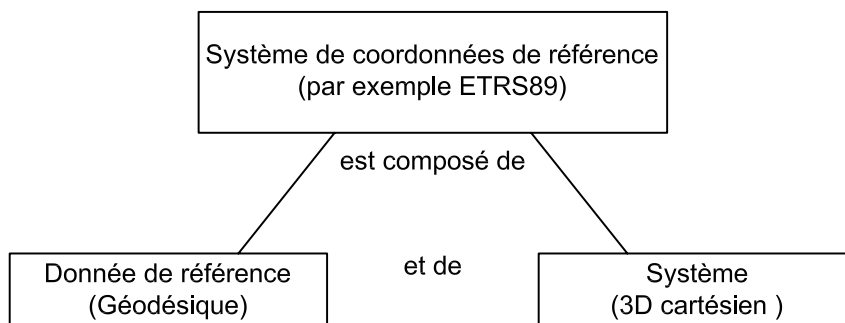 Système de coordonnées de référence
(par exemple ETRS89)
est composé de
Donnée de référence
(Géodésique)
et de
Système
(3D cartésien )